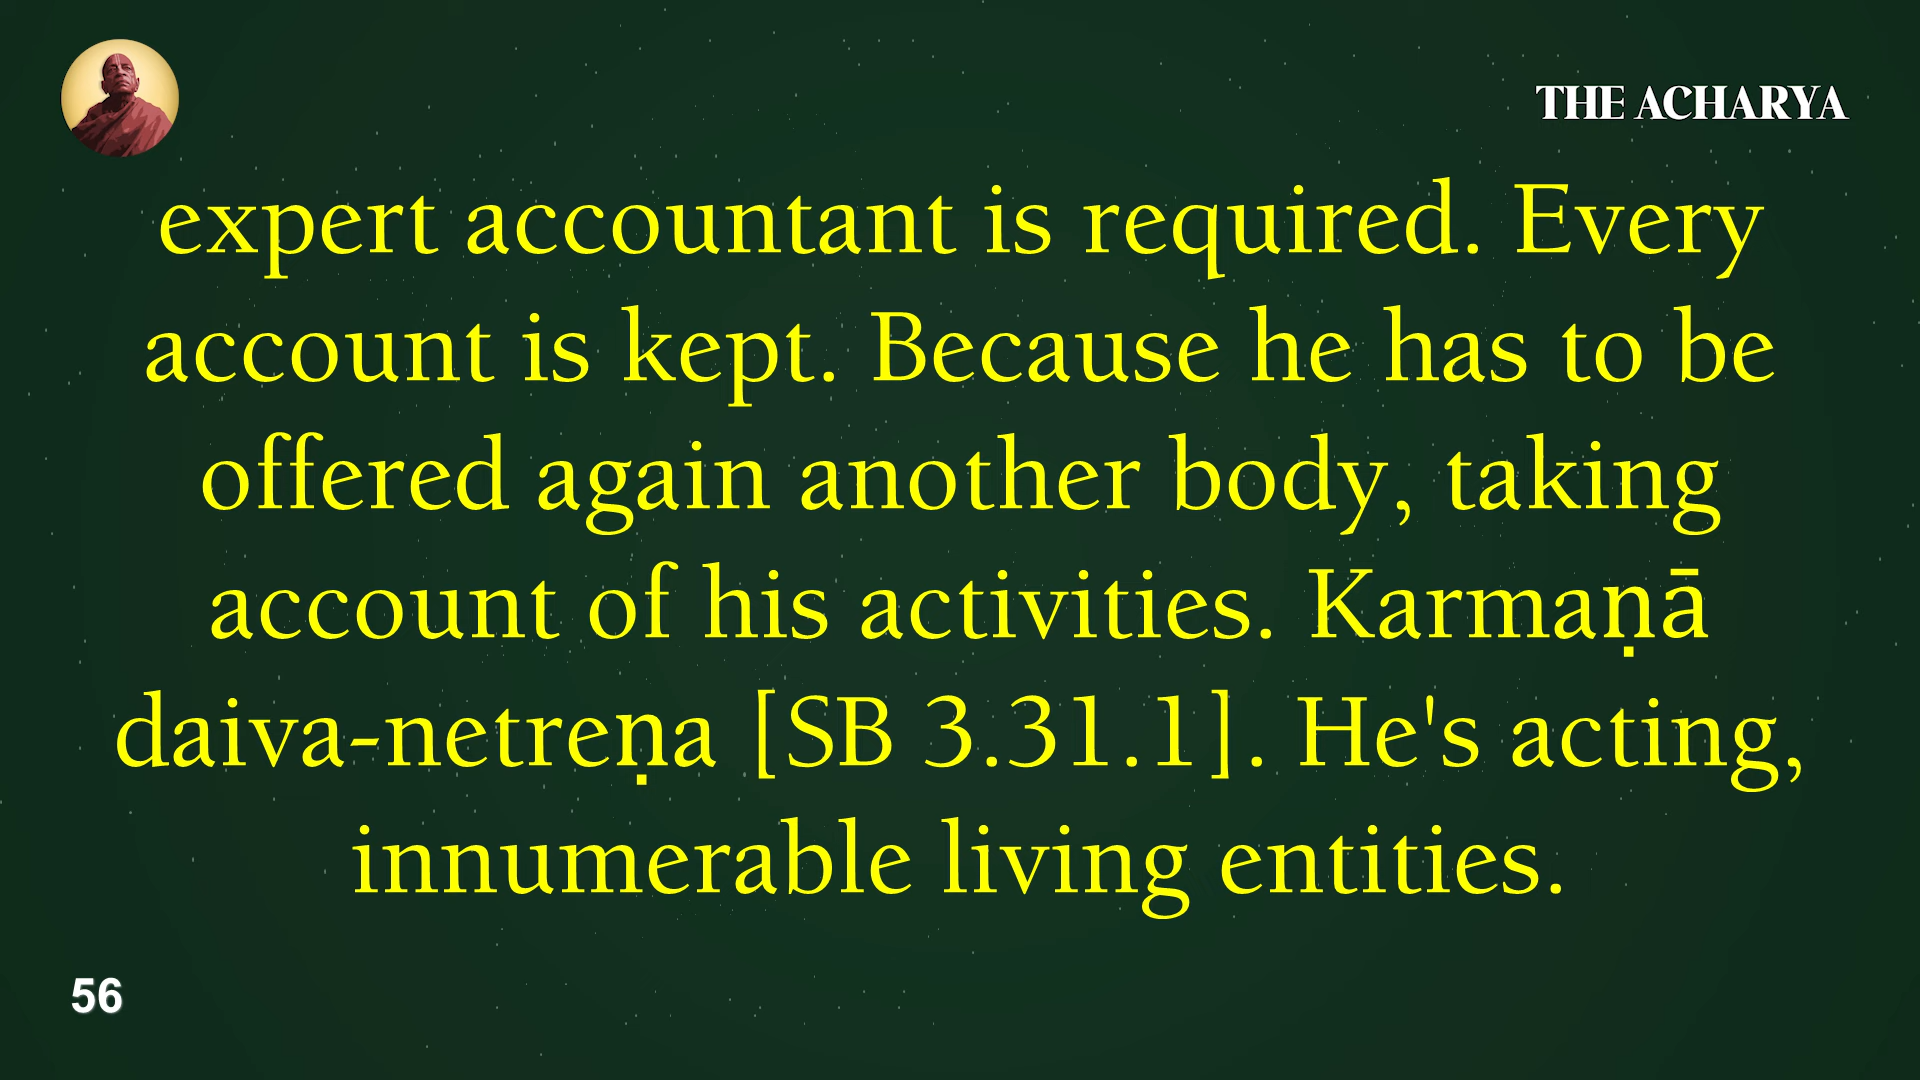 THE ACHARYA
expert accountant is required. Every
account is kept. Because he has to be
offered again another body, taking
account of his activities. Karmaṇā
daiva-netreṇa [SB 3.31.1]. He's acting,
innumerable living entities.
56